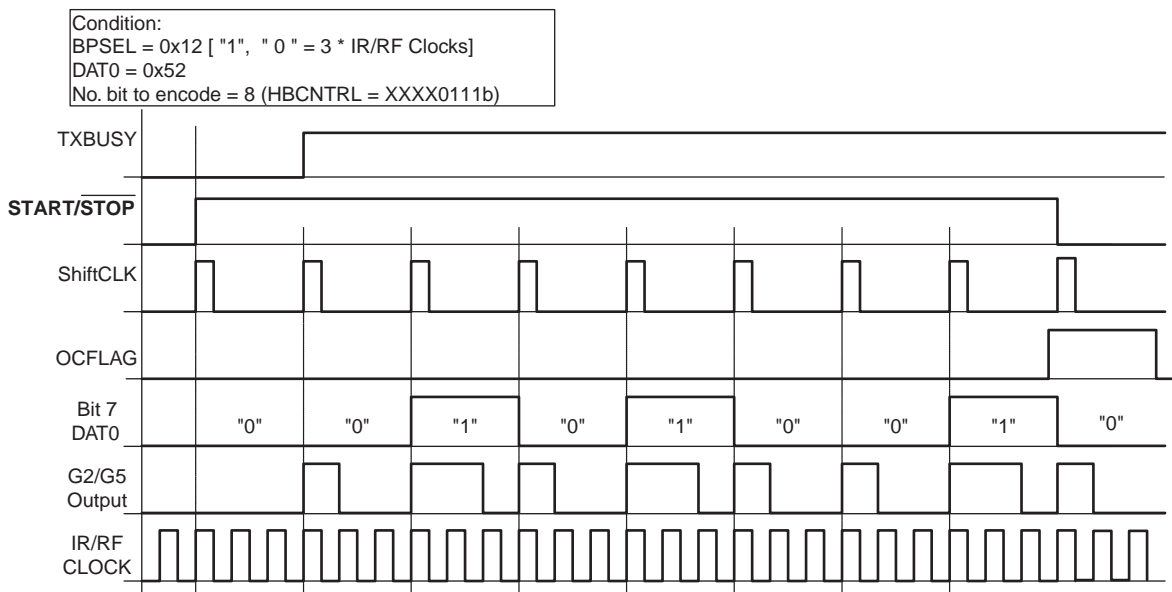 Condition:
BPSEL = 0x12 [ "1", " 0 " = 3 * IR/RF Clocks]
DAT0 = 0x52
No. bit to encode = 8 (HBCNTRL = XXXX0111b)
TXBUSY
START/STOP
ShiftCLK
OCFLAG
Bit 7
DAT0
"0" "0" "1" "0" "1" "0" "0" "1" "0"
G2/G5
Output
IR/RF
CLOCK